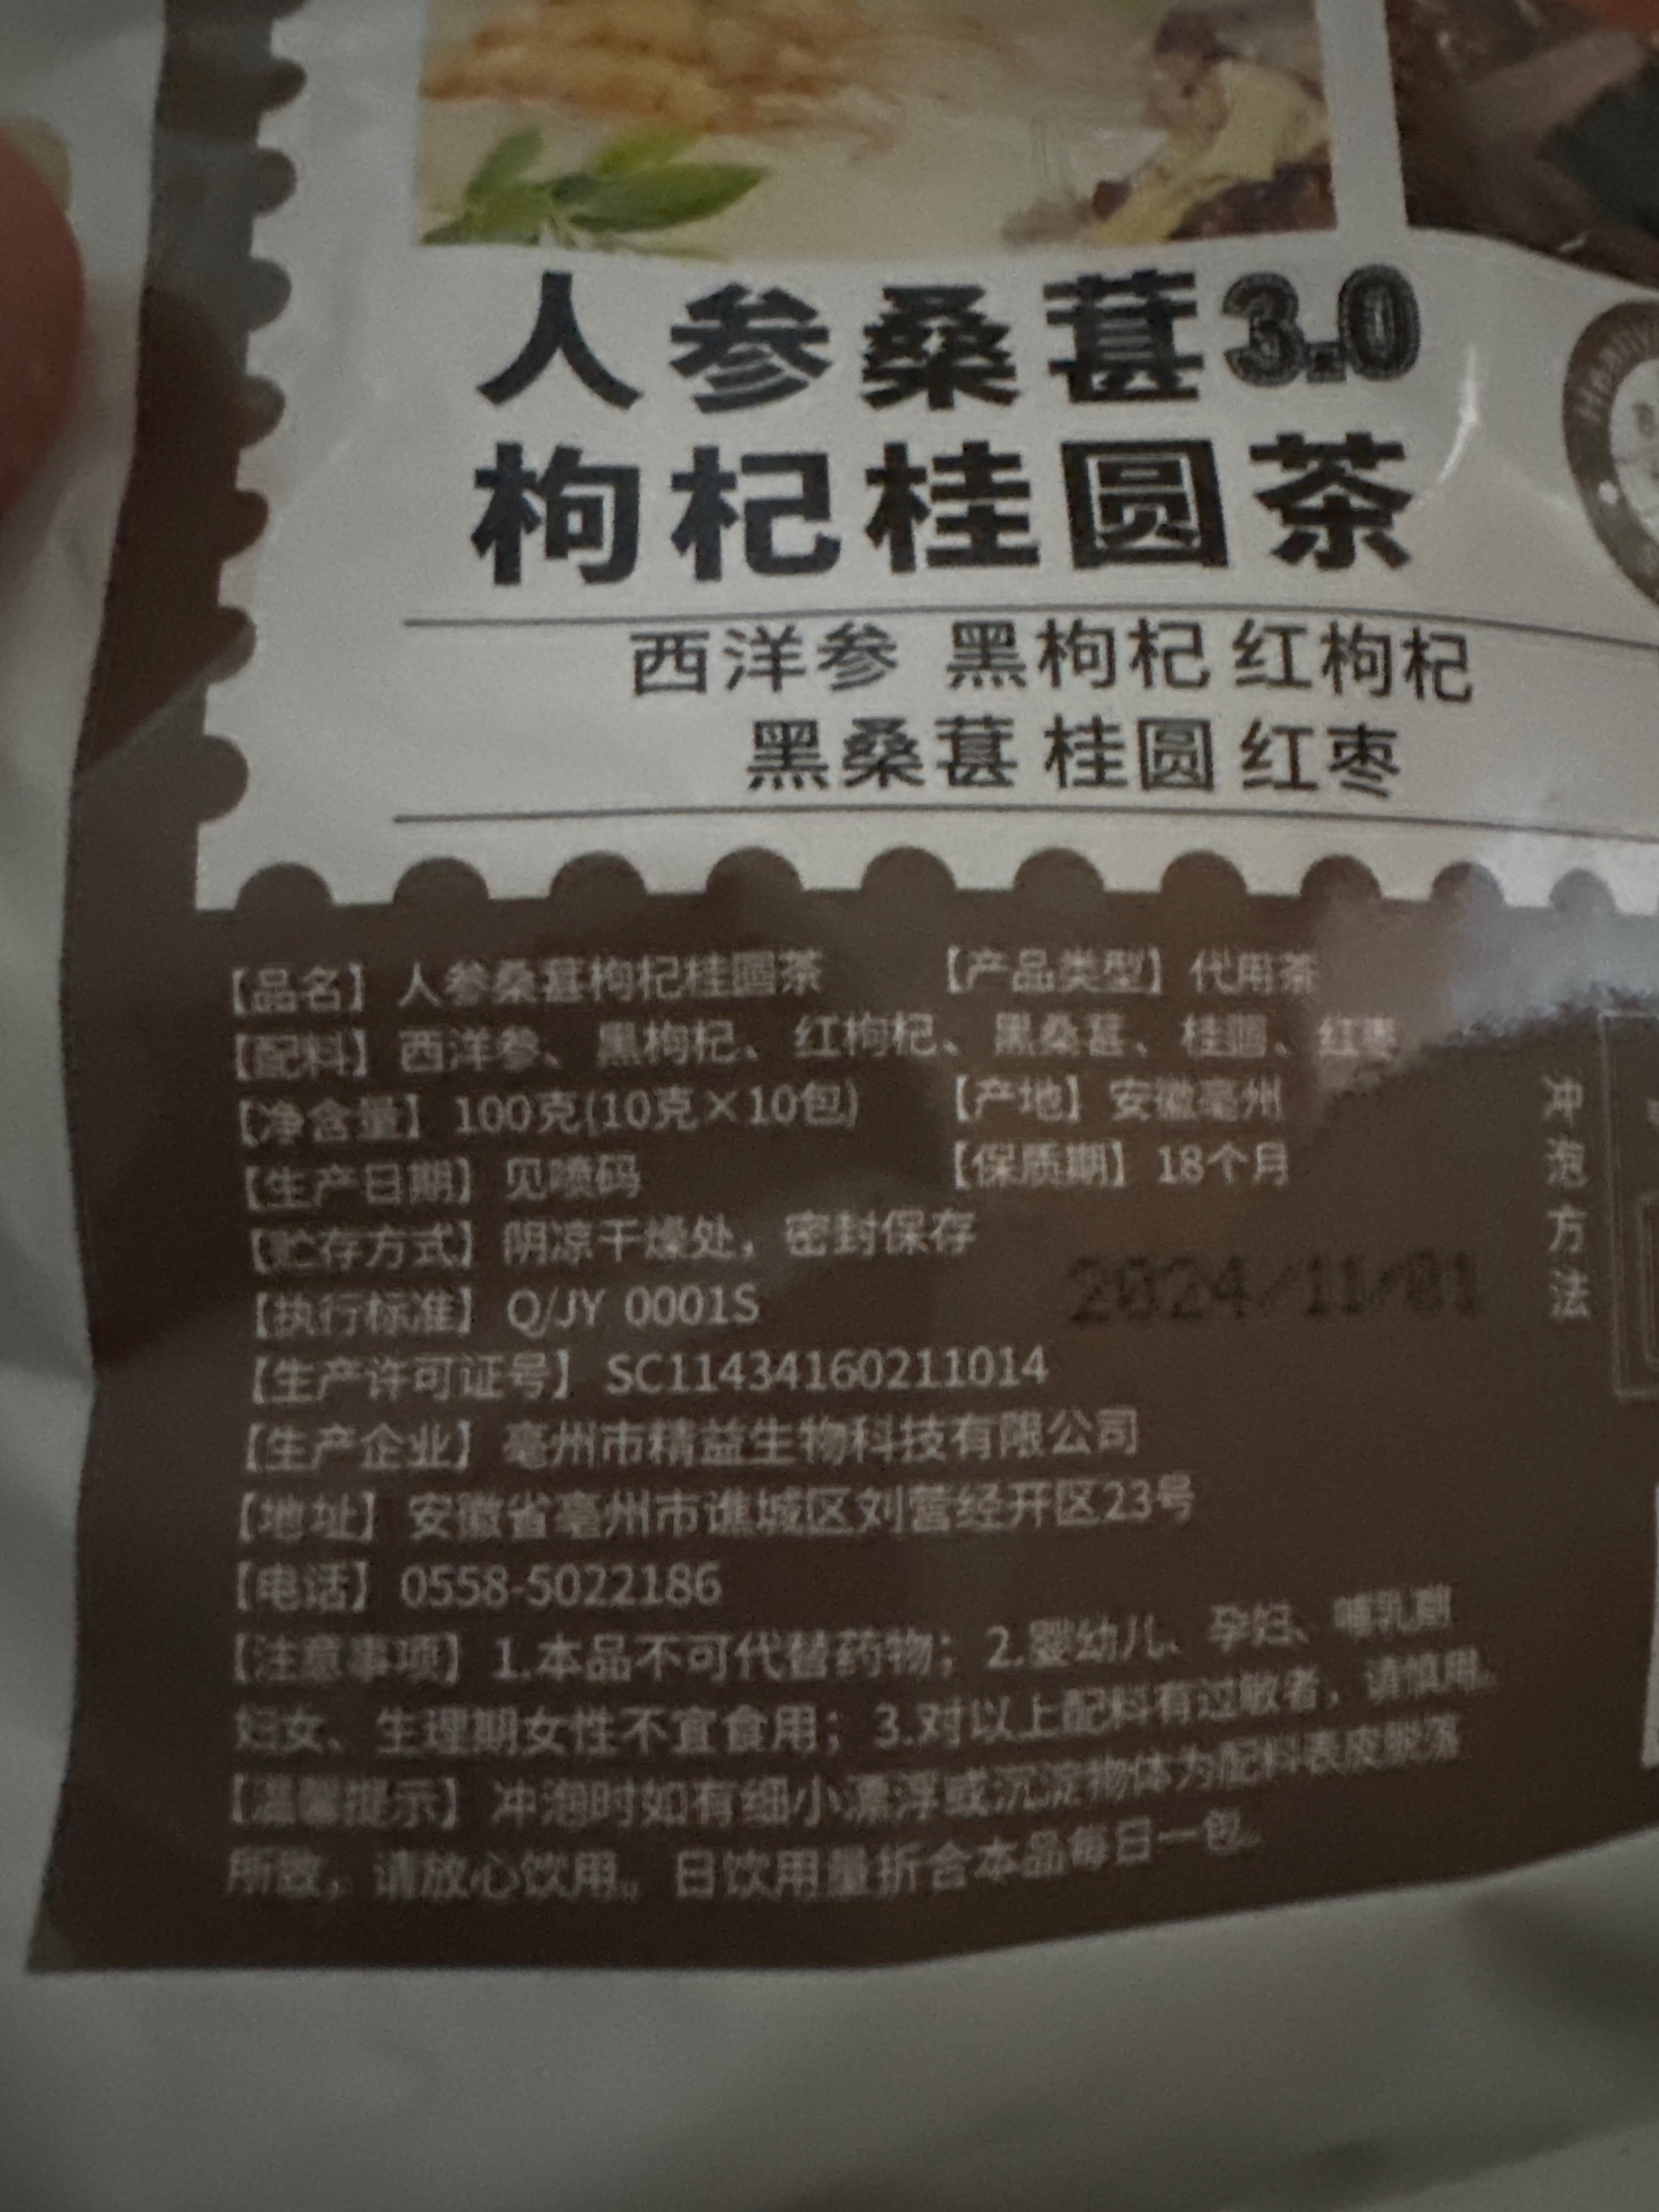 人参桑葚3.0
枸杞桂圆茶
西洋参 黑枸杞 红枸杞
黑桑葚 桂圆 红枣
【品名】人参桑葚枸杞桂圆茶 【产品类型】代用茶
【配料】西洋参、黑枸杞、红枸杞、黑桑葚、桂圆、红枣
【净含量】100克(10克×10包) 【产地】安徽亳州
【生产日期】见喷码 【保质期】18个月
【贮存方式】阴凉干燥处，密封保存
2024/11/01
【执行标准】Q/JY 0001S
【生产许可证号】SC11434160211014
【生产企业】亳州市精益生物科技有限公司
【地址】安徽省亳州市谯城区刘营经开区23号
【电话】0558-5022186
【注意事项】1.本品不可代替药物；2.婴幼儿、孕妇、哺乳期
妇女、生理期女性不宜食用；3.对以上配料有过敏者，请慎用。
【温馨提示】冲泡时如有细小漂浮或沉淀物体为配料表皮脱落
所致，请放心饮用。日饮用量折合本品每日一包。
冲泡方法